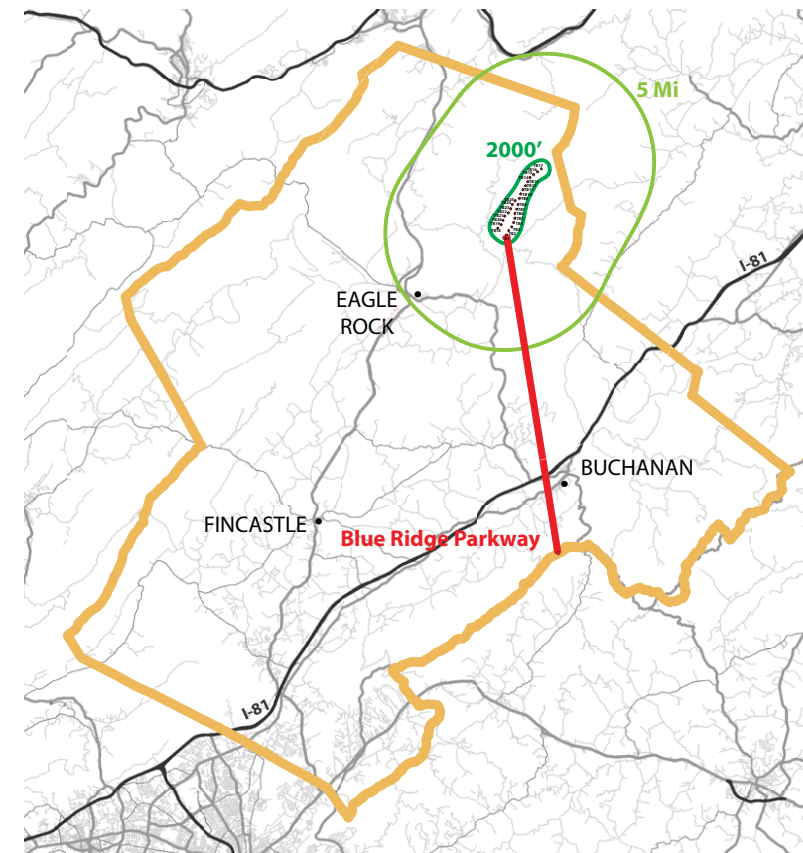 5 Mi
2000’
I-81
EAGLE
ROCK
BUCHANAN
FINCASTLE
Blue Ridge Parkway
I-81